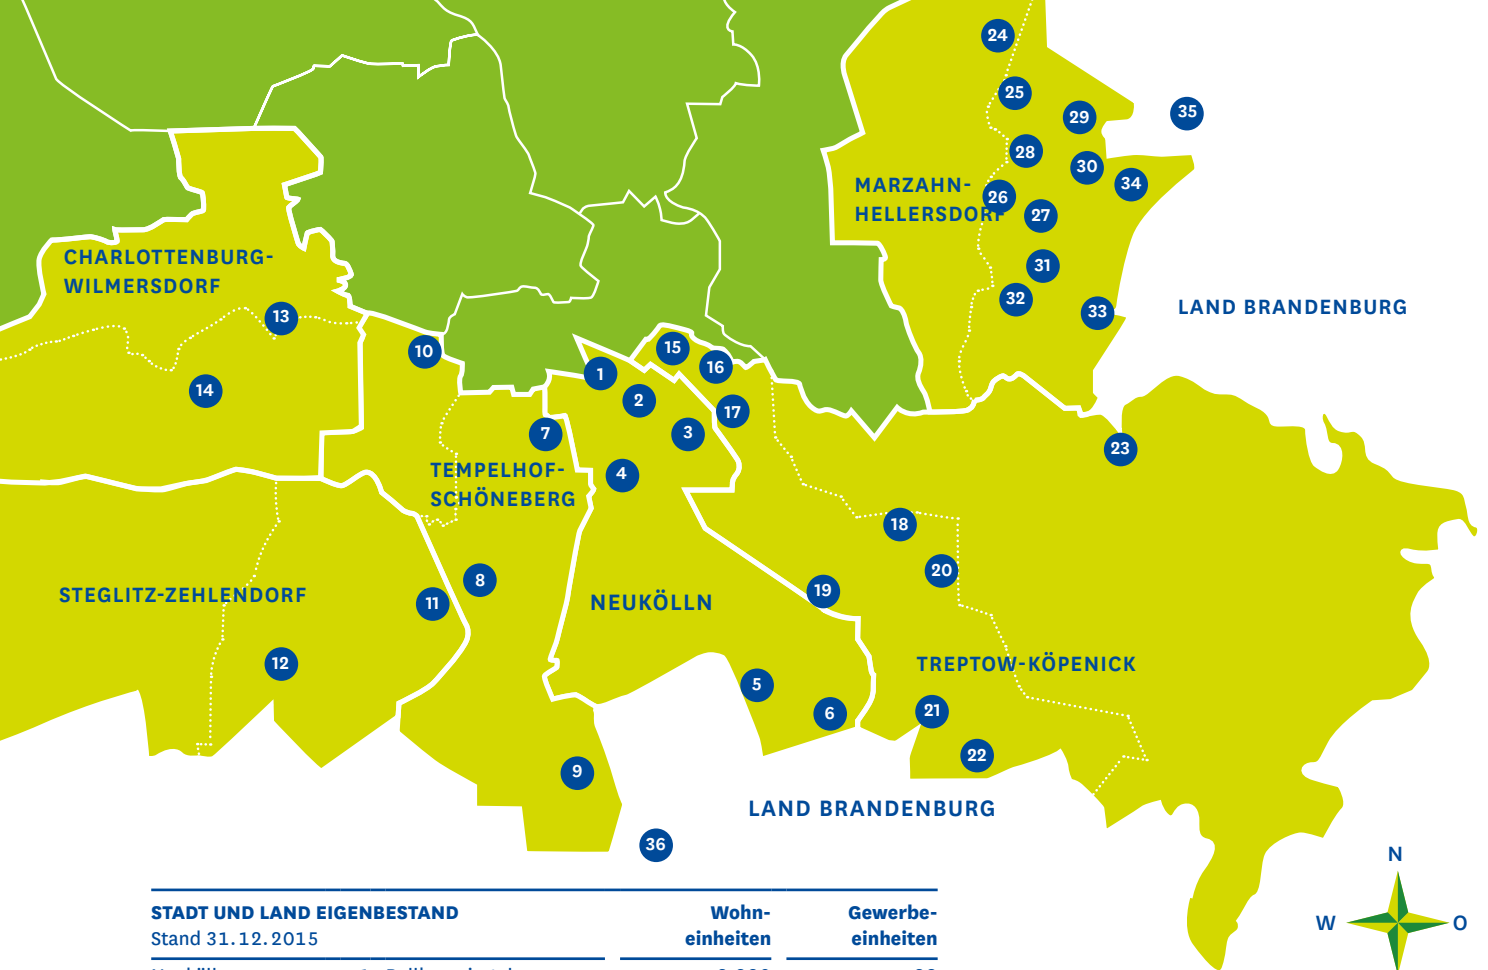 24
25
29
35
28
30
34
MARZAHN-
HELLERSDORF
26
27
CHARLOTTENBURG-
WILMERSDORF
31
32
33
LAND BRANDENBURG
13
10
15
16
14
1
2
17
7
3
23
TEMPELHOF-
SCHÖNEBERG
4
18
20
STEGLITZ-ZEHLENDORF
8
11
NEUKÖLLN
19
12
TREPTOW-KÖPENICK
5
6
21
22
9
LAND BRANDENBURG
36
N
W
O
STADT UND LAND EIGENBESTAND
Wohn-
einheiten
Gewerbe-
einheiten
Stand 31.12.2015